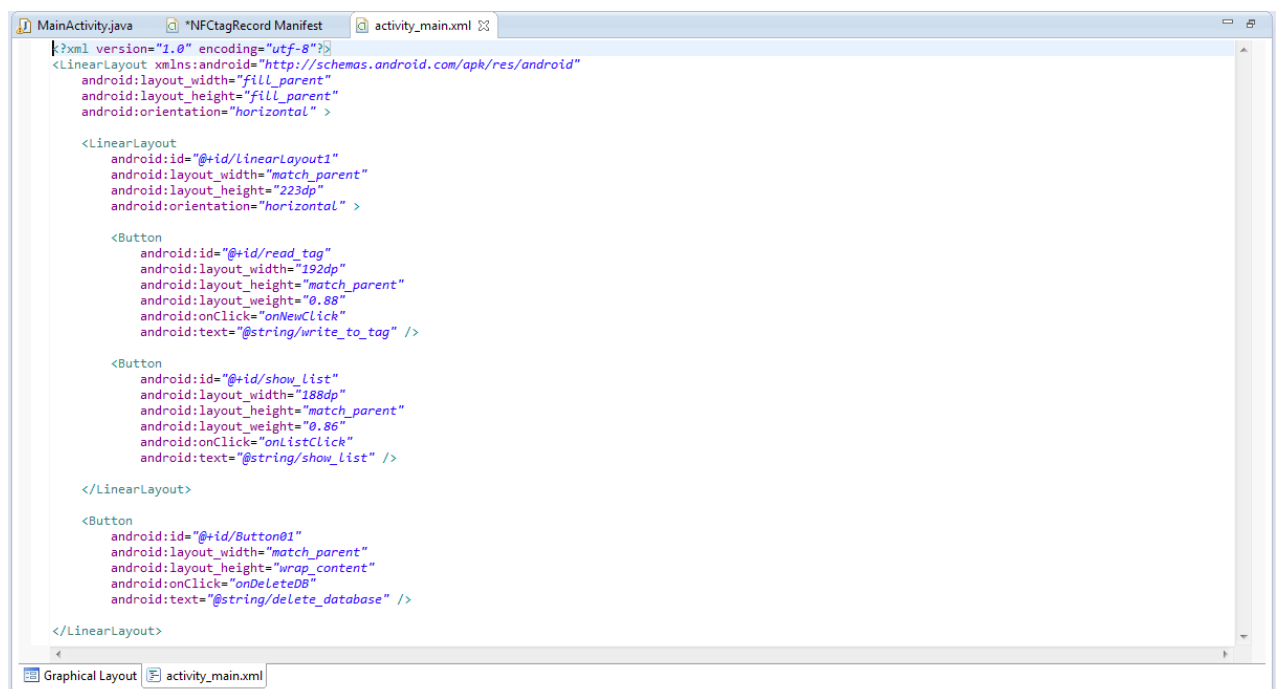 MainActivity.java *NFCtagRecord Manifest activity_main.xml
<?xml version="1.0" encoding="utf-8"?>
<LinearLayout xmlns:android="http://schemas.android.com/apk/res/android"
    android:layout_width="fill_parent"
    android:layout_height="fill_parent"
    android:orientation="horizontal" >

    <LinearLayout
        android:id="@+id/linearLayout1"
        android:layout_width="match_parent"
        android:layout_height="223dp"
        android:orientation="horizontal" >

        <Button
            android:id="@+id/read_tag"
            android:layout_width="192dp"
            android:layout_height="match_parent"
            android:layout_weight="0.88"
            android:onClick="onNewClick"
            android:text="@string/write_to_tag" />

        <Button
            android:id="@+id/show_list"
            android:layout_width="188dp"
            android:layout_height="match_parent"
            android:layout_weight="0.86"
            android:onClick="onListClick"
            android:text="@string/show_list" />

    </LinearLayout>

    <Button
        android:id="@+id/Button01"
        android:layout_width="match_parent"
        android:layout_height="wrap_content"
        android:onClick="onDeleteDB"
        android:text="@string/delete_database" />

</LinearLayout>
Graphical Layout activity_main.xml